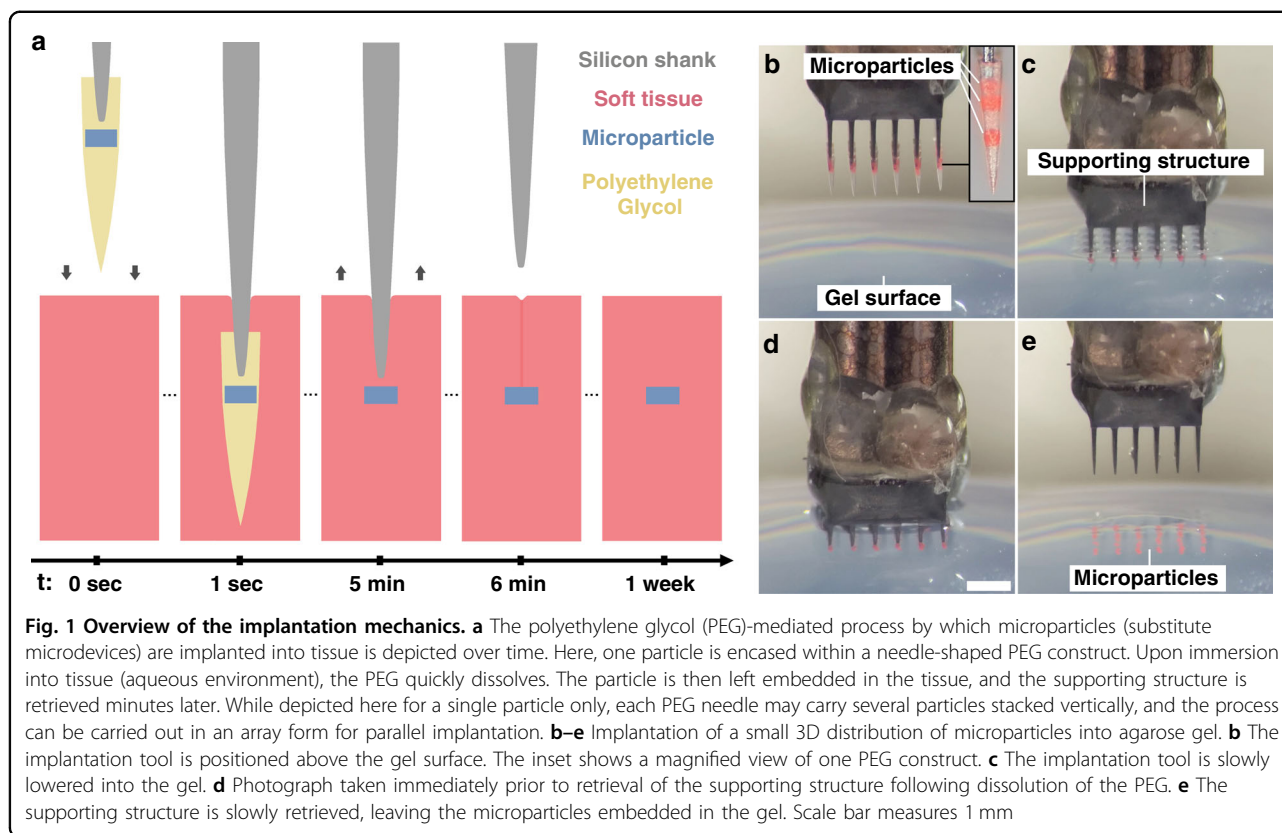 a
Silicon shank
Soft tissue
Microparticle
Polyethylene
Glycol
... ... ... ...
t: 0 sec 1 sec 5 min 6 min 1 week
b
Microparticles
Gel surface
c
Supporting structure
d
e
Microparticles
Fig. 1 Overview of the implantation mechanics. a The polyethylene glycol (PEG)-mediated process by which microparticles (substitute
microdevices) are implanted into tissue is depicted over time. Here, one particle is encased within a needle-shaped PEG construct. Upon immersion
into tissue (aqueous environment), the PEG quickly dissolves. The particle is then left embedded in the tissue, and the supporting structure is
retrieved minutes later. While depicted here for a single particle only, each PEG needle may carry several particles stacked vertically, and the process
can be carried out in an array form for parallel implantation. b–e Implantation of a small 3D distribution of microparticles into agarose gel. b The
implantation tool is positioned above the gel surface. The inset shows a magnified view of one PEG construct. c The implantation tool is slowly
lowered into the gel. d Photograph taken immediately prior to retrieval of the supporting structure following dissolution of the PEG. e The
supporting structure is slowly retrieved, leaving the microparticles embedded in the gel. Scale bar measures 1 mm